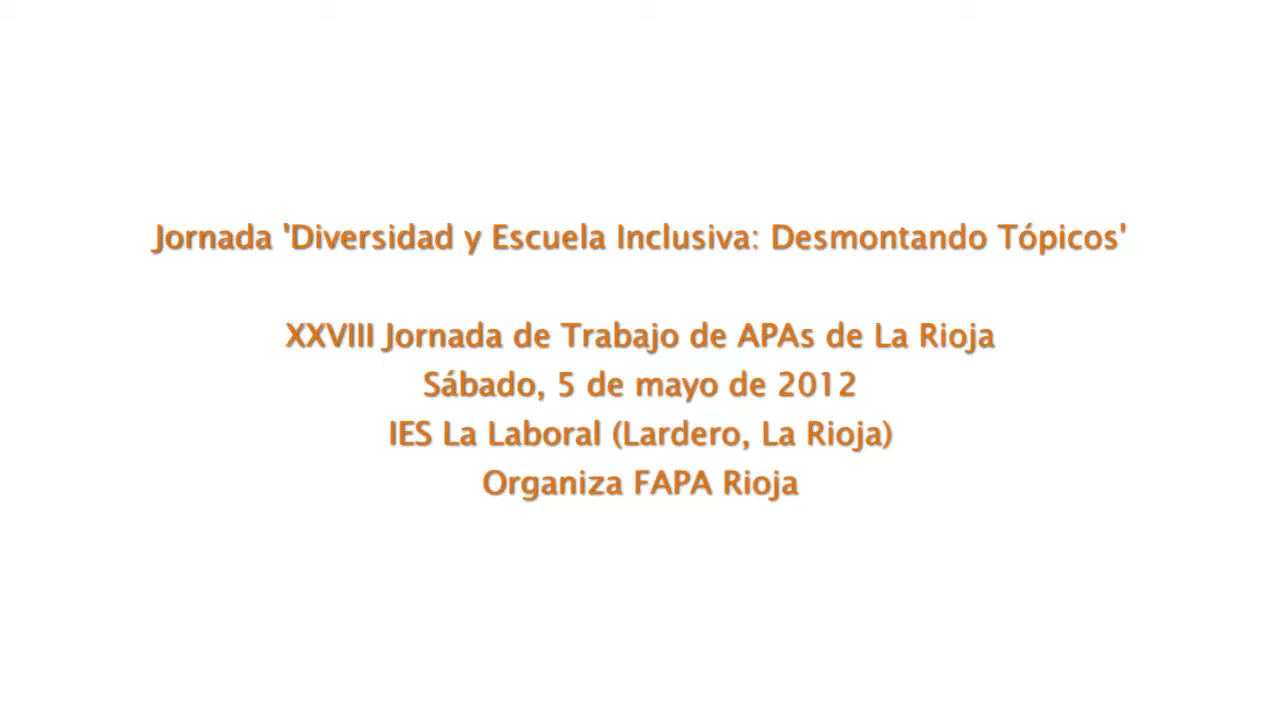 Jornada 'Diversidad y Escuela Inclusiva: Desmontando Tópicos'
XXVIII Jornada de Trabajo de APAs de La Rioja
Sábado, 5 de mayo de 2012
IES La Laboral (Lardero, La Rioja)
Organiza FAPA Rioja